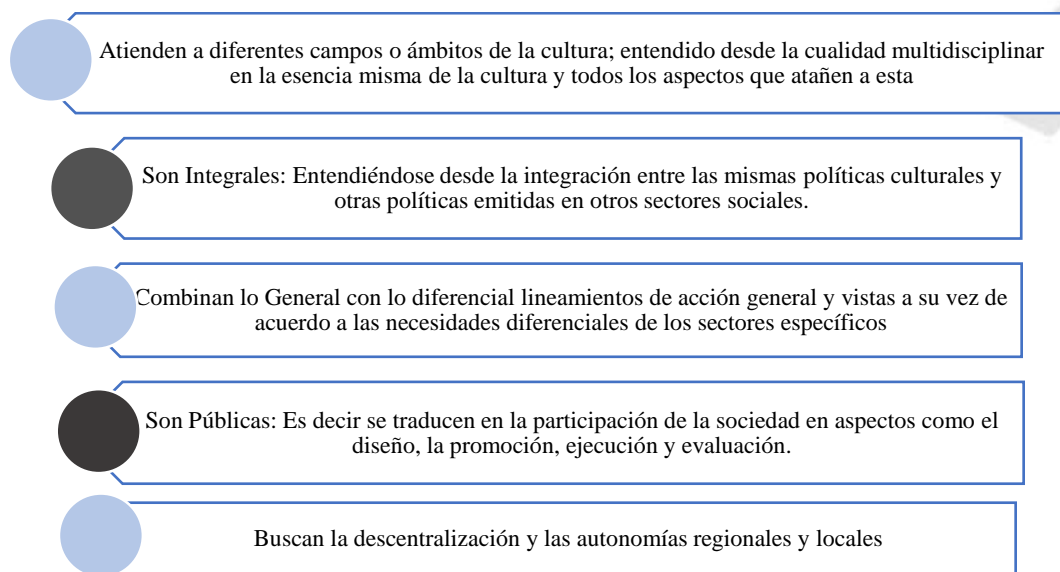 Atienden a diferentes campos o ámbitos de la cultura; entendido desde la cualidad multidisciplinar
en la esencia misma de la cultura y todos los aspectos que atañen a esta
Son Integrales: Entendiéndose desde la integración entre las mismas políticas culturales y
otras políticas emitidas en otros sectores sociales.
Combinan lo General con lo diferencial lineamientos de acción general y vistas a su vez de
acuerdo a las necesidades diferenciales de los sectores específicos
Son Públicas: Es decir se traducen en la participación de la sociedad en aspectos como el
diseño, la promoción, ejecución y evaluación.
Buscan la descentralización y las autonomías regionales y locales